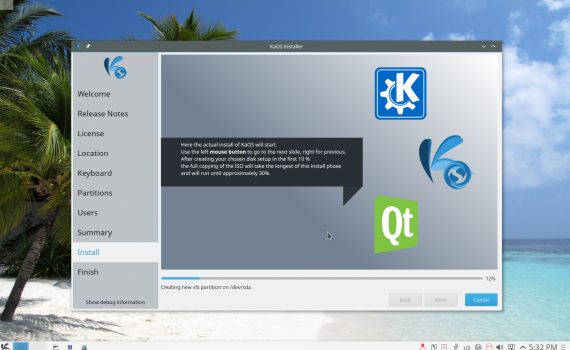 KaOS Installer
Welcome
Release Notes
License
Location
Keyboard
Partitions
Users
Summary
Install
Finish
Show debug information
Here the actual install of KaOS will start.
Use the left mouse button to go to the next slide, right for previous.
After creating your chosen disk setup in the first 10 %
the full copying of the ISO will take the longest of this install phase
and will run until approximately 30%.
K
Qt
12%
Creating new xfs partition on /dev/sda.
Back
Next
Cancel
us
5:32 PM